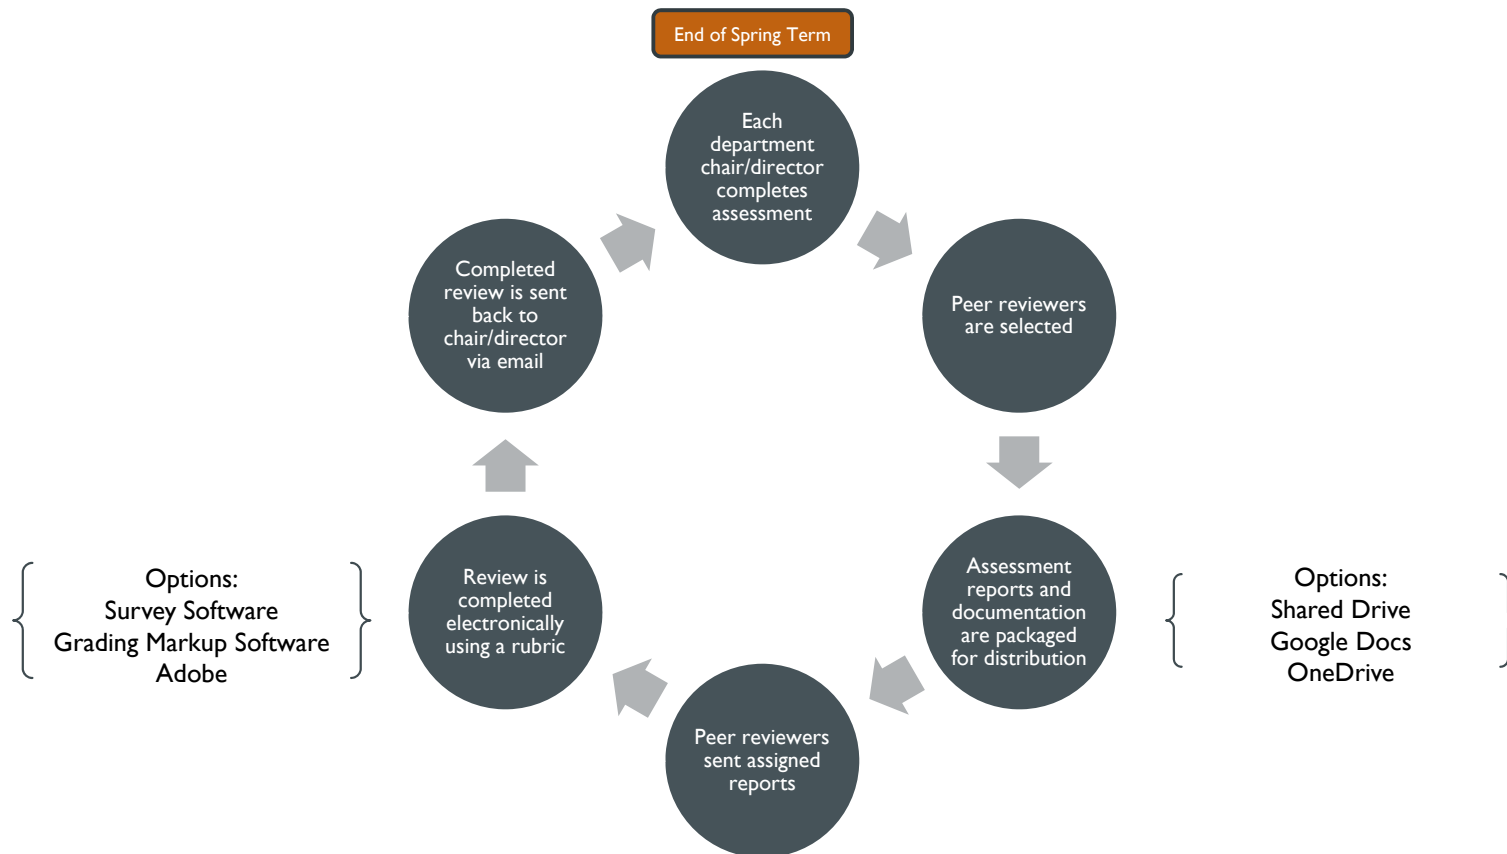 End of Spring Term
Each
department
chair/director
completes
assessment
Peer reviewers
are selected
Assessment
reports and
documentation
are packaged
for distribution
Options:
Shared Drive
Google Docs
OneDrive
Peer reviewers
sent assigned
reports
Review is
completed
electronically
using a rubric
Options:
Survey Software
Grading Markup Software
Adobe
Completed
review is sent
back to
chair/director
via email